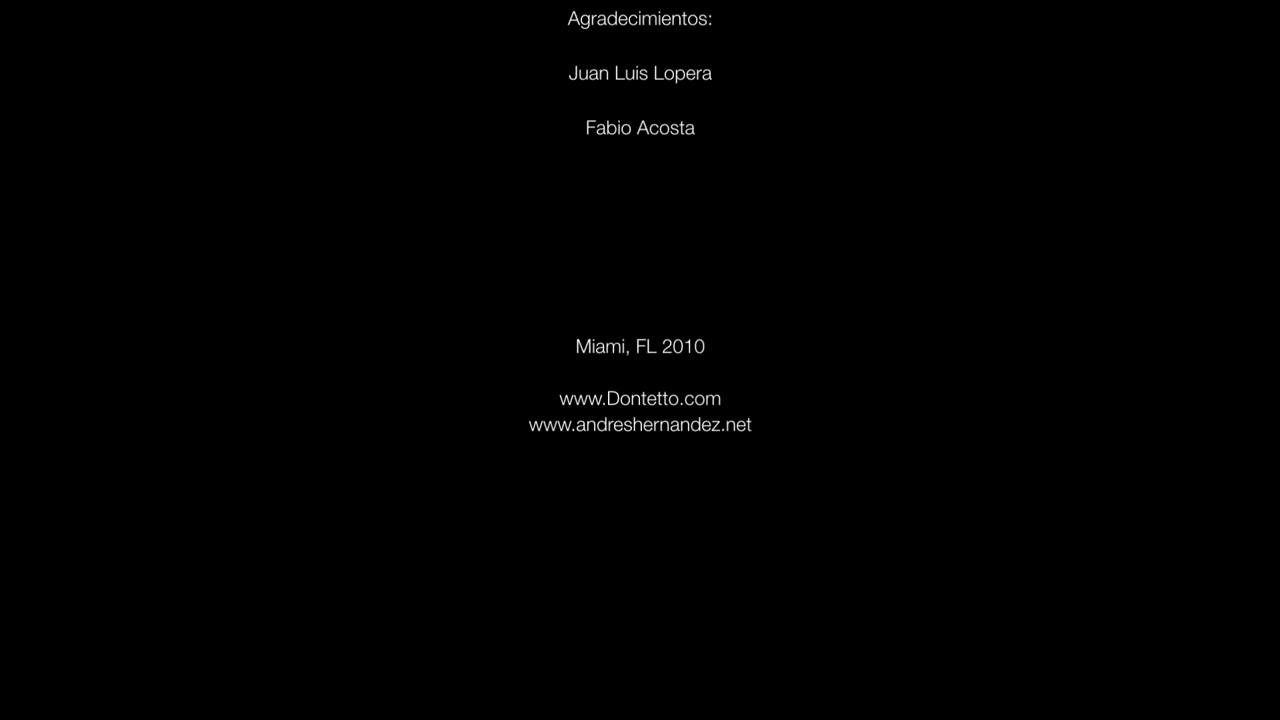 Agradecimientos:
Juan Luis Lopera
Fabio Acosta
Miami, FL 2010
www.Dontetto.com
www.andreshernandez.net